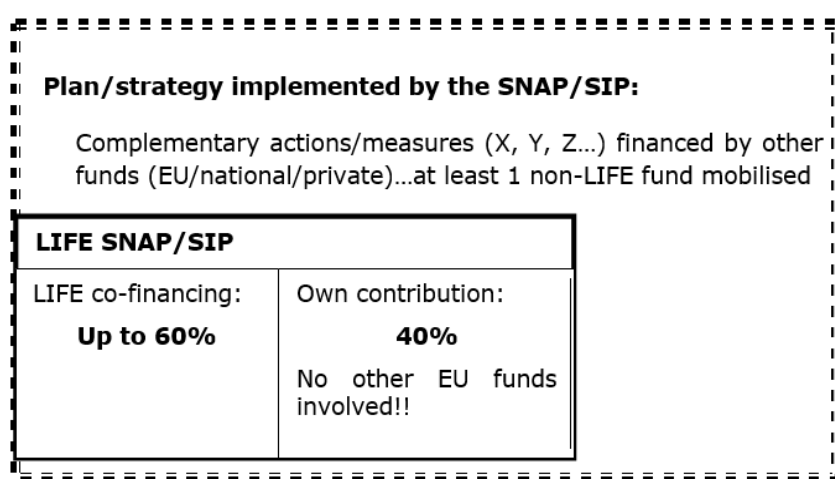 Plan/strategy implemented by the SNAP/SIP:
Complementary actions/measures (X, Y, Z…) financed by other
funds (EU/national/private)…at least 1 non-LIFE fund mobilised
LIFE SNAP/SIP
LIFE co-financing:
Up to 60%
Own contribution:
40%
No other EU funds
involved!!